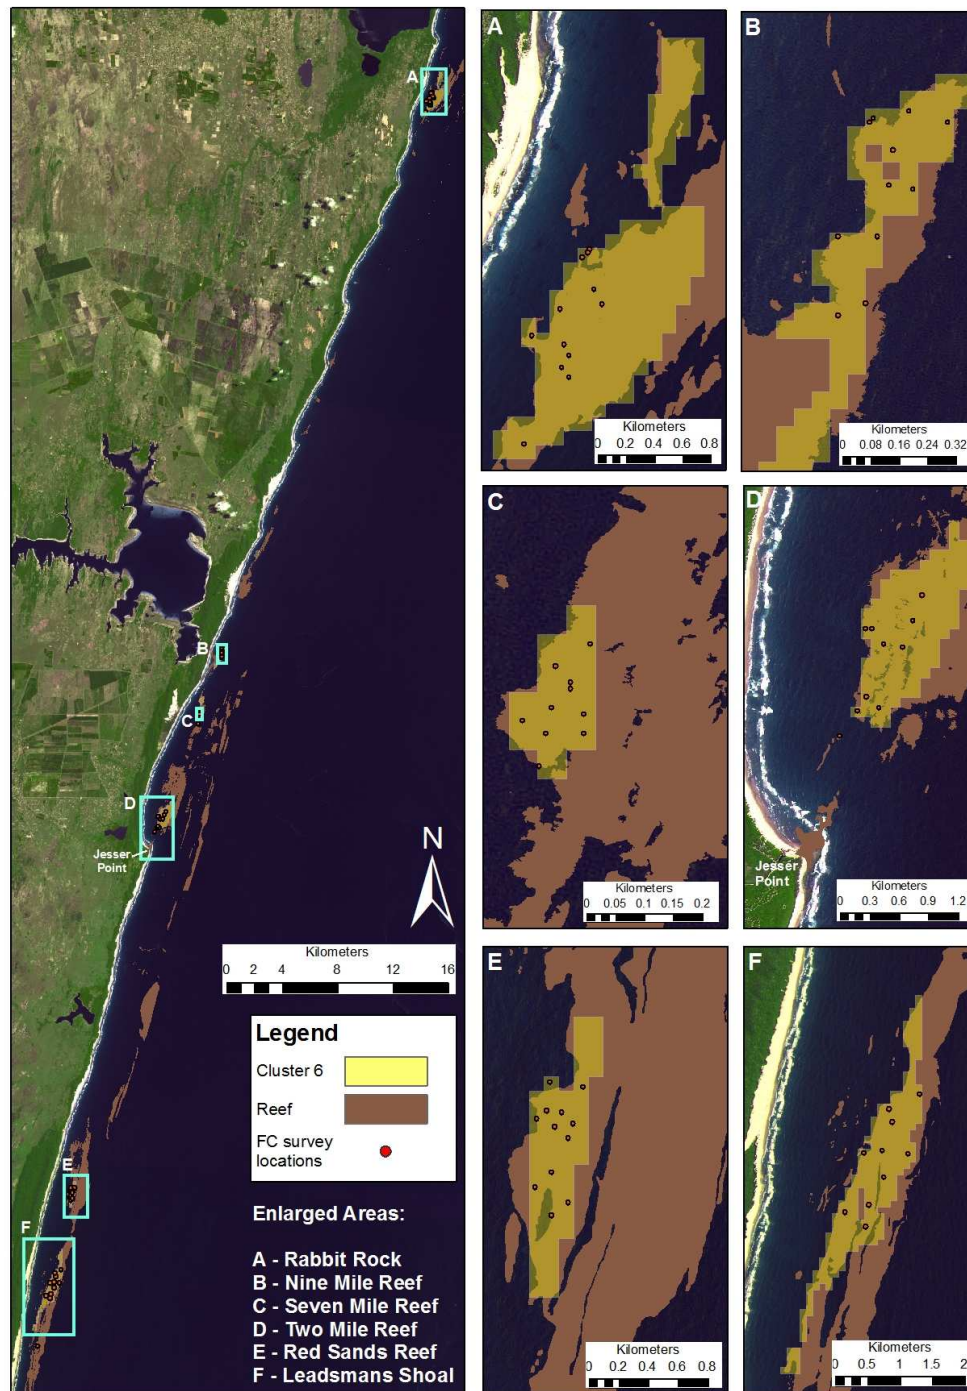 A
B
C
D
Jesser
Point
N
Kilometers
0 2 4 8 12 16
E
F
Legend
Cluster 6
Reef
FC survey
locations
Enlarged Areas:
A - Rabbit Rock
B - Nine Mile Reef
C - Seven Mile Reef
D - Two Mile Reef
E - Red Sands Reef
F - Leadsmans Shoal
A
Kilometers
0 0.2 0.4 0.6 0.8
B
Kilometers
0 0.08 0.16 0.24 0.32
C
Kilometers
0 0.05 0.1 0.15 0.2
D
Jesser
Point
Kilometers
0 0.3 0.6 0.9 1.2
E
Kilometers
0 0.2 0.4 0.6 0.8
F
Kilometers
0 0.5 1 1.5 2